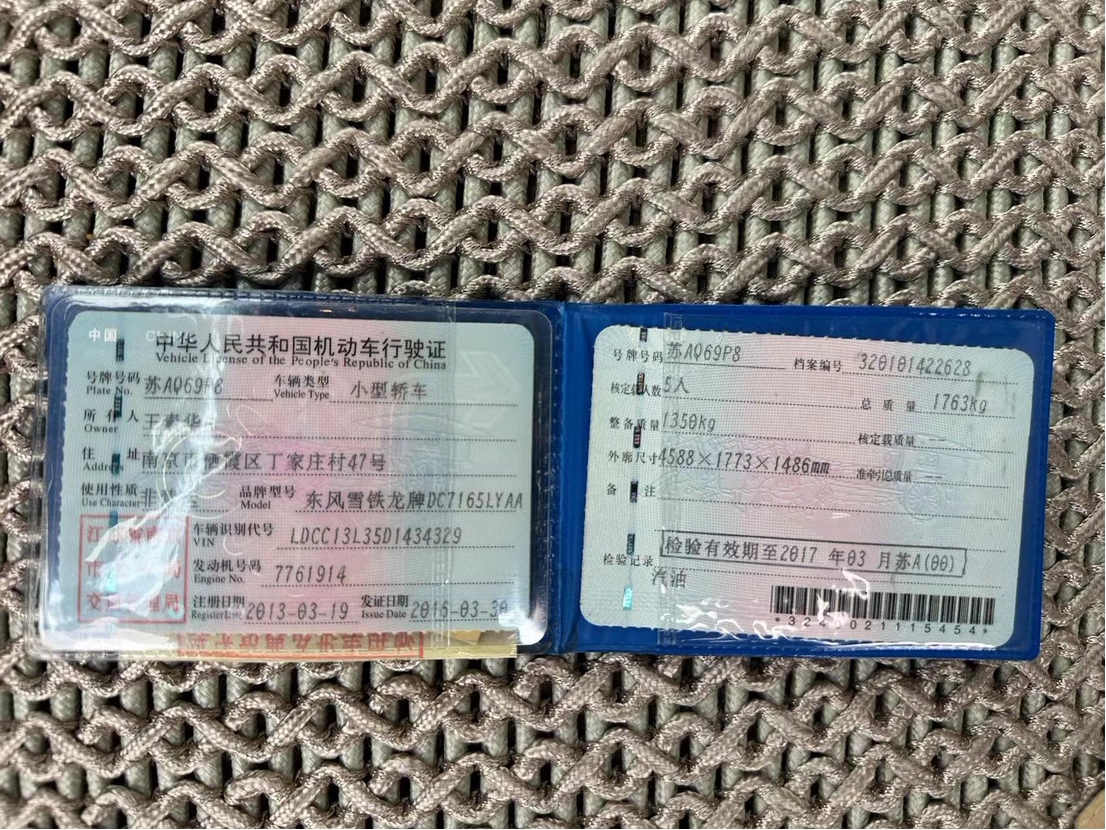 中国 CHINA
中华人民共和国机动车行驶证
Vehicle License of the People's Republic of China
号牌号码 苏AQ69P8 车辆类型 小型轿车
Plate No. Vehicle Type
所有人 王春华
Owner
住址 南京市栖霞区丁家庄村47号
Address
使用性质 非 品牌型号 东风雪铁龙牌DC7165LYAA
Use Character Model
车辆识别代号 LDCC13L35D1434329
VIN
发动机号码 7761914
Engine No.
注册日期 2013-03-19 发证日期 2016-03-30
Register Date Issue Date
号牌号码 苏AQ69P8 档案编号 320101422628
核定载人数 5人 总质量 1763kg
整备质量 1350kg 核定载质量 --
外廓尺寸 4588×1773×1486mm 准牵引总质量 --
备注
检验记录 检验有效期至2017 年03 月苏A(00)
汽油